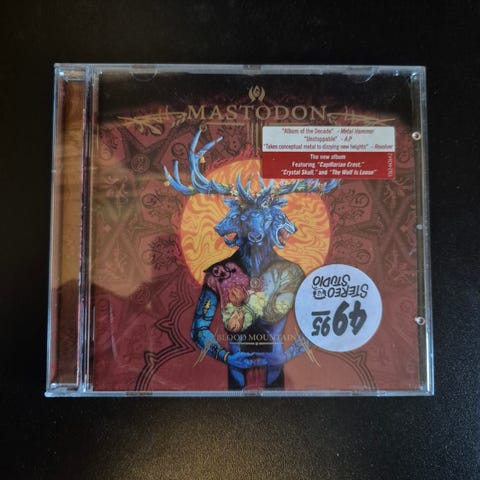 MASTODON
"Album of the Decade" - Metal Hammer
"Unstoppable" - A.P
"Takes conceptual metal to dizzying new heights" - Revolver
The new album
Featuring "Capillarian Crest,"
"Crystal Skull," and "The Wolf Is Loose"
BLOOD MOUNTAIN
STEREO
STUDIO
49.95